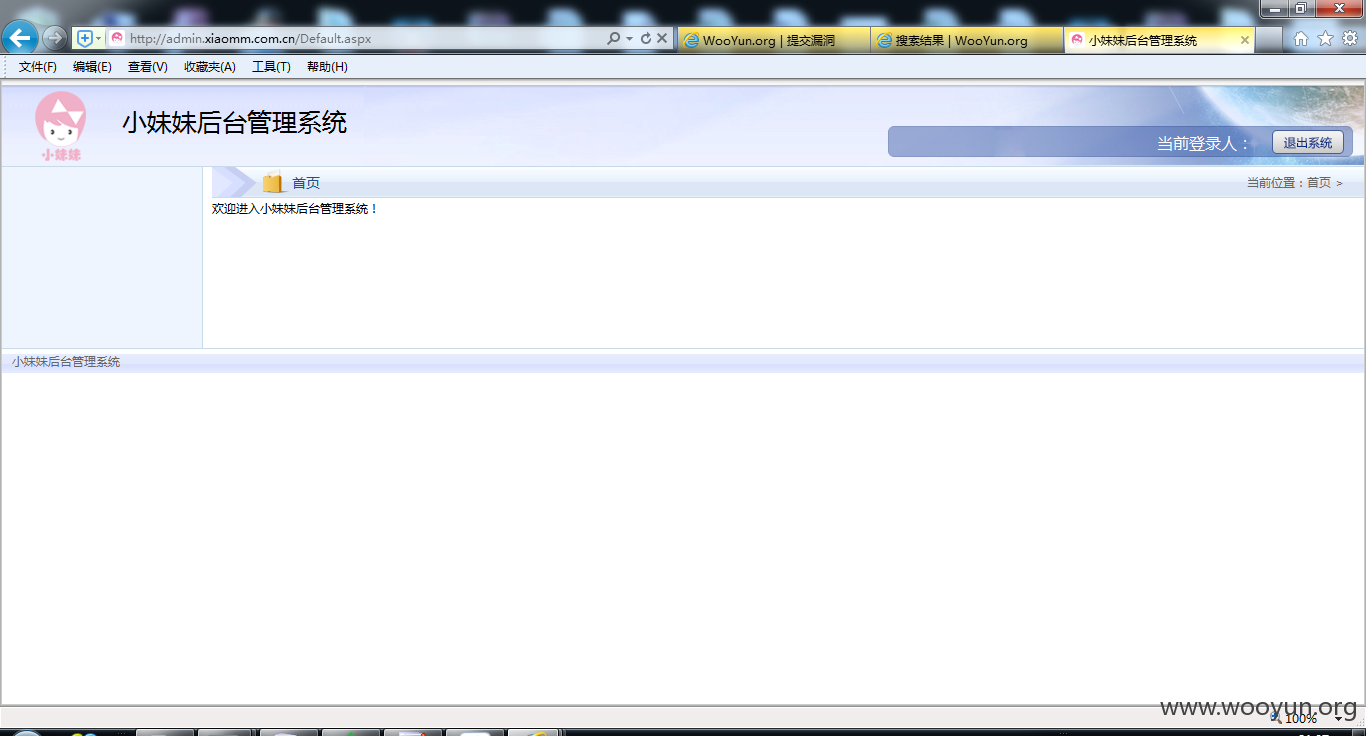 http://admin.xiaomm.com.cn/Default.aspx
WooYun.org | 提交漏洞
搜索结果 | WooYun.org
小妹妹后台管理系统
文件(F) 编辑(E) 查看(V) 收藏夹(A) 工具(T) 帮助(H)
小妹妹
小妹妹后台管理系统
当前登录人： 退出系统
首页
当前位置：首页 >
欢迎进入小妹妹后台管理系统！
小妹妹后台管理系统
www.wooyun.org
100%